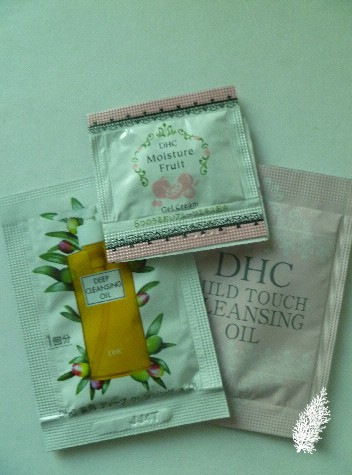 DHC
Moisture
Fruit
Gel Cream
DEEP
CLEANSING
OIL
DHC
1回分
DHC
MILD TOUCH
CLEANSING
OIL